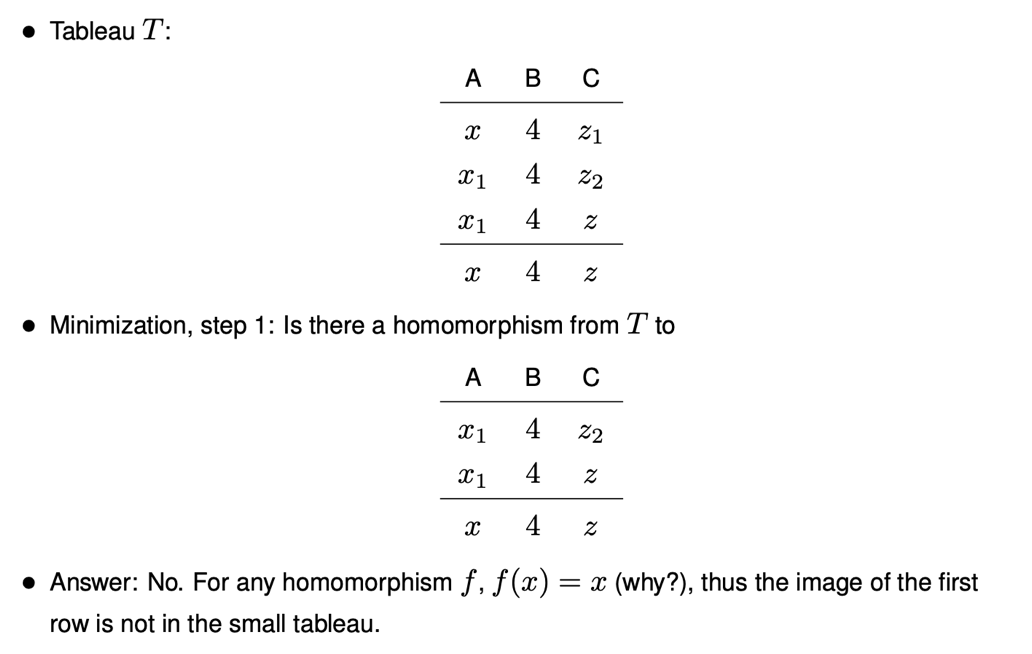 • Tableau T:
A B C
x 4 z₁
x₁ 4 z₂
x₁ 4 z
x 4 z
• Minimization, step 1: Is there a homomorphism from T to
A B C
x₁ 4 z₂
x₁ 4 z
x 4 z
• Answer: No. For any homomorphism f, f(x) = x (why?), thus the image of the first
row is not in the small tableau.